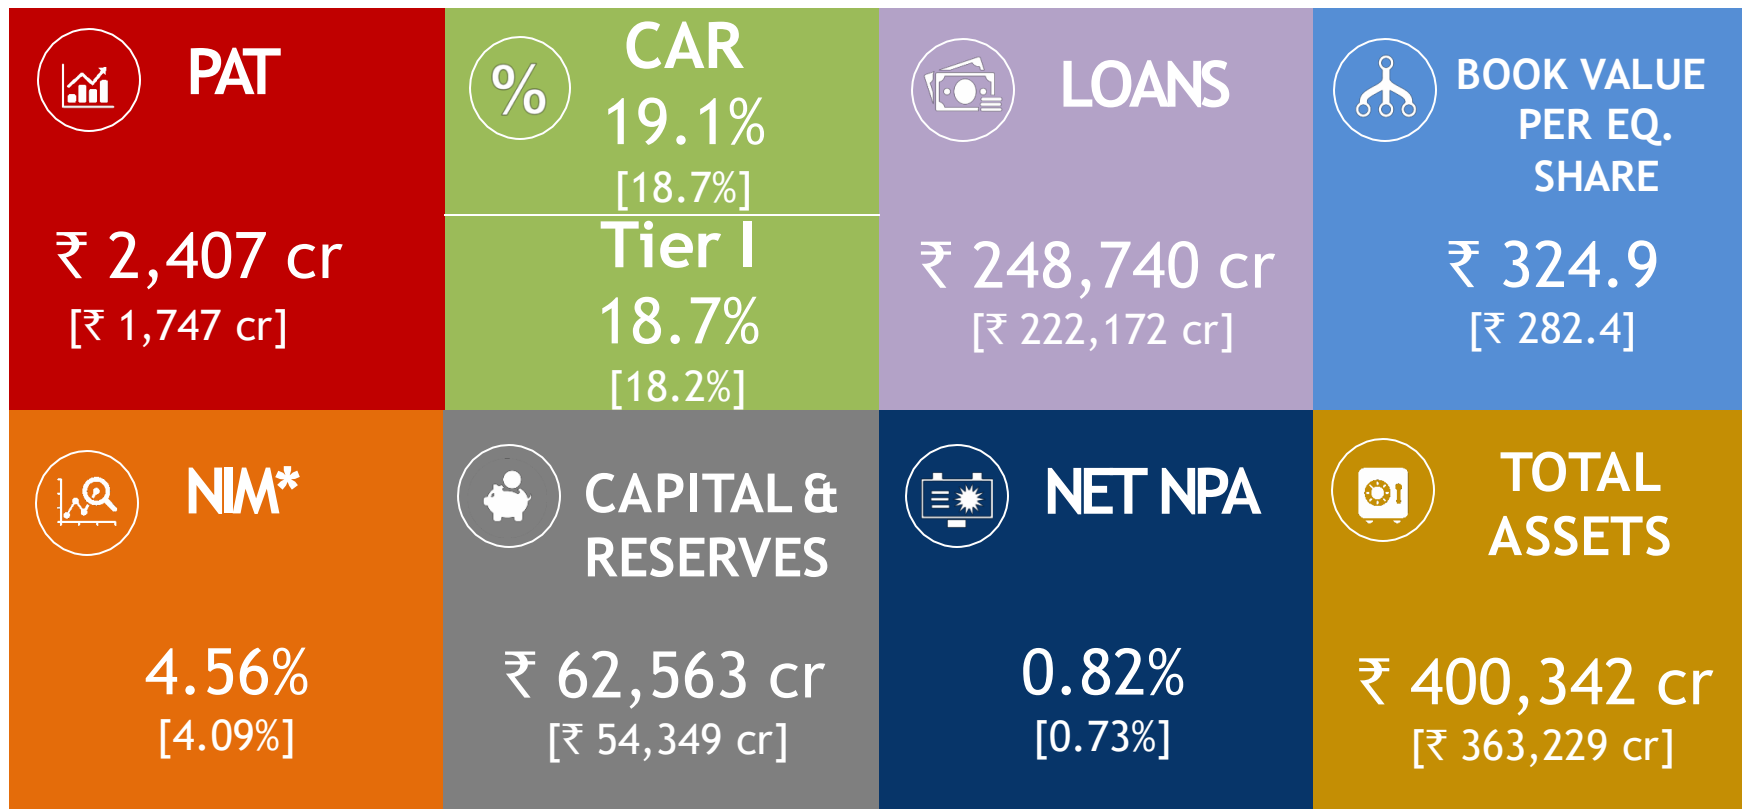 PAT
₹ 2,407 cr
[₹ 1,747 cr]
CAR
19.1%
[18.7%]
Tier I
18.7%
[18.2%]
LOANS
₹ 248,740 cr
[₹ 222,172 cr]
BOOK VALUE
PER EQ.
SHARE
₹ 324.9
[₹ 282.4]
NIM*
4.56%
[4.09%]
CAPITAL &
RESERVES
₹ 62,563 cr
[₹ 54,349 cr]
NET NPA
0.82%
[0.73%]
TOTAL
ASSETS
₹ 400,342 cr
[₹ 363,229 cr]